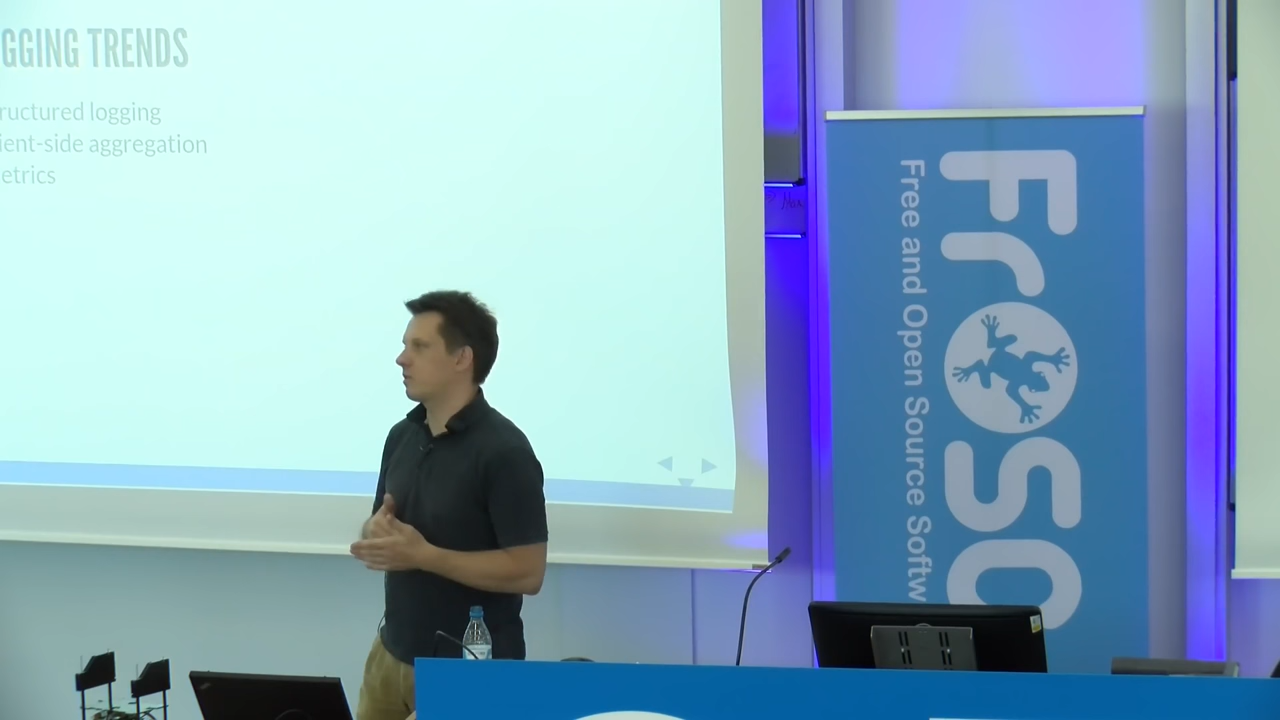 GGING TRENDS
ructured logging
ient-side aggregation
etrics
FrOSC
Free and Open Source Softw